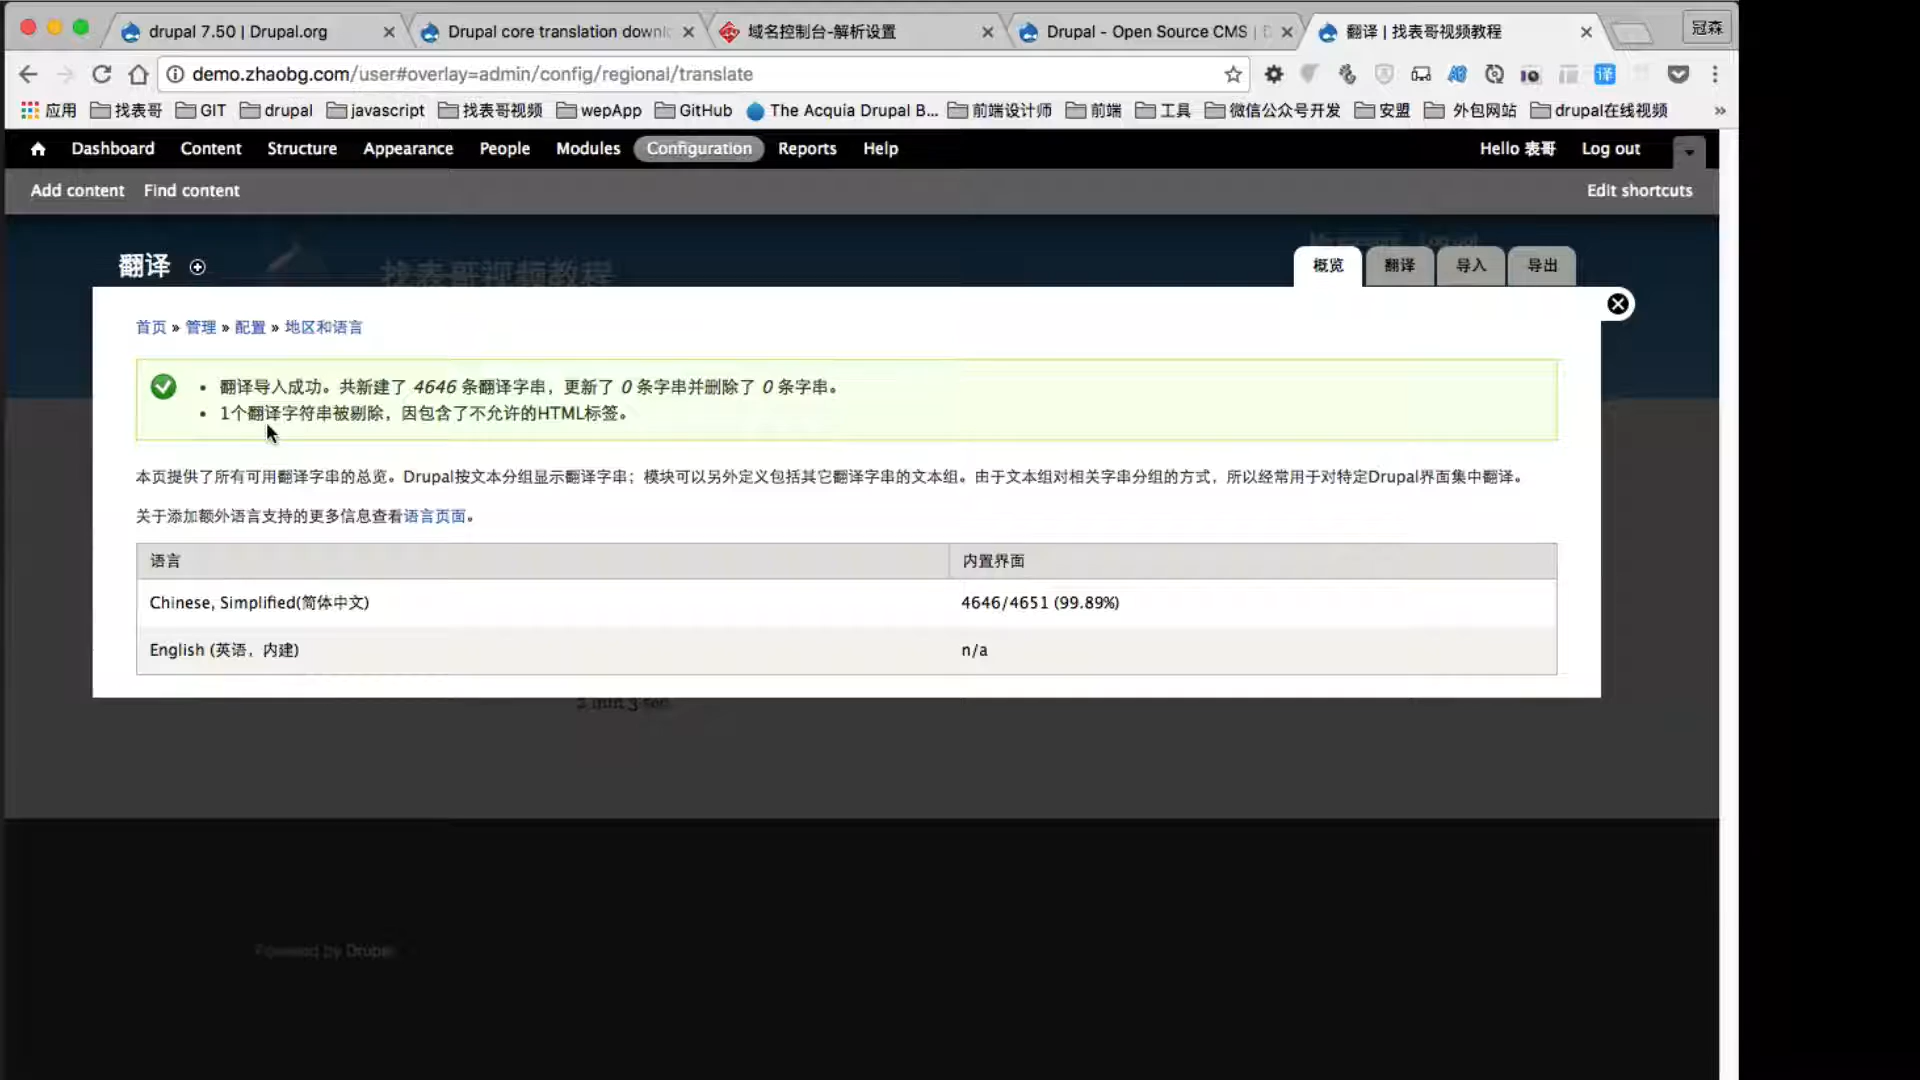 drupal 7.50 | Drupal.org
Drupal core translation downl
域名控制台-解析设置
Drupal - Open Source CMS |
翻译 | 找表哥视频教程
冠森
demo.zhaobg.com/user#overlay=admin/config/regional/translate
译
应用 找表哥 GIT drupal javascript 找表哥视频 wepApp GitHub The Acquia Drupal B... 前端设计师 前端 工具 微信公众号开发 安盟 外包网站 drupal在线视频 »
Dashboard Content Structure Appearance People Modules Configuration Reports Help Hello 表哥 Log out
Add content Find content Edit shortcuts
找表哥视频教程
翻译
概览 翻译 导入 导出
首页 » 管理 » 配置 » 地区和语言
• 翻译导入成功。共新建了 4646 条翻译字串，更新了 0 条字串并删除了 0 条字串。
• 1个翻译字符串被剔除，因包含了不允许的HTML标签。
本页提供了所有可用翻译字串的总览。Drupal按文本分组显示翻译字串；模块可以另外定义包括其它翻译字串的文本组。由于文本组对相关字串分组的方式，所以经常用于对特定Drupal界面集中翻译。
关于添加额外语言支持的更多信息查看语言页面。
语言 内置界面
Chinese, Simplified(简体中文) 4646/4651 (99.89%)
English (英语，内建) n/a
2 min 3 sec
Powered by Drupal